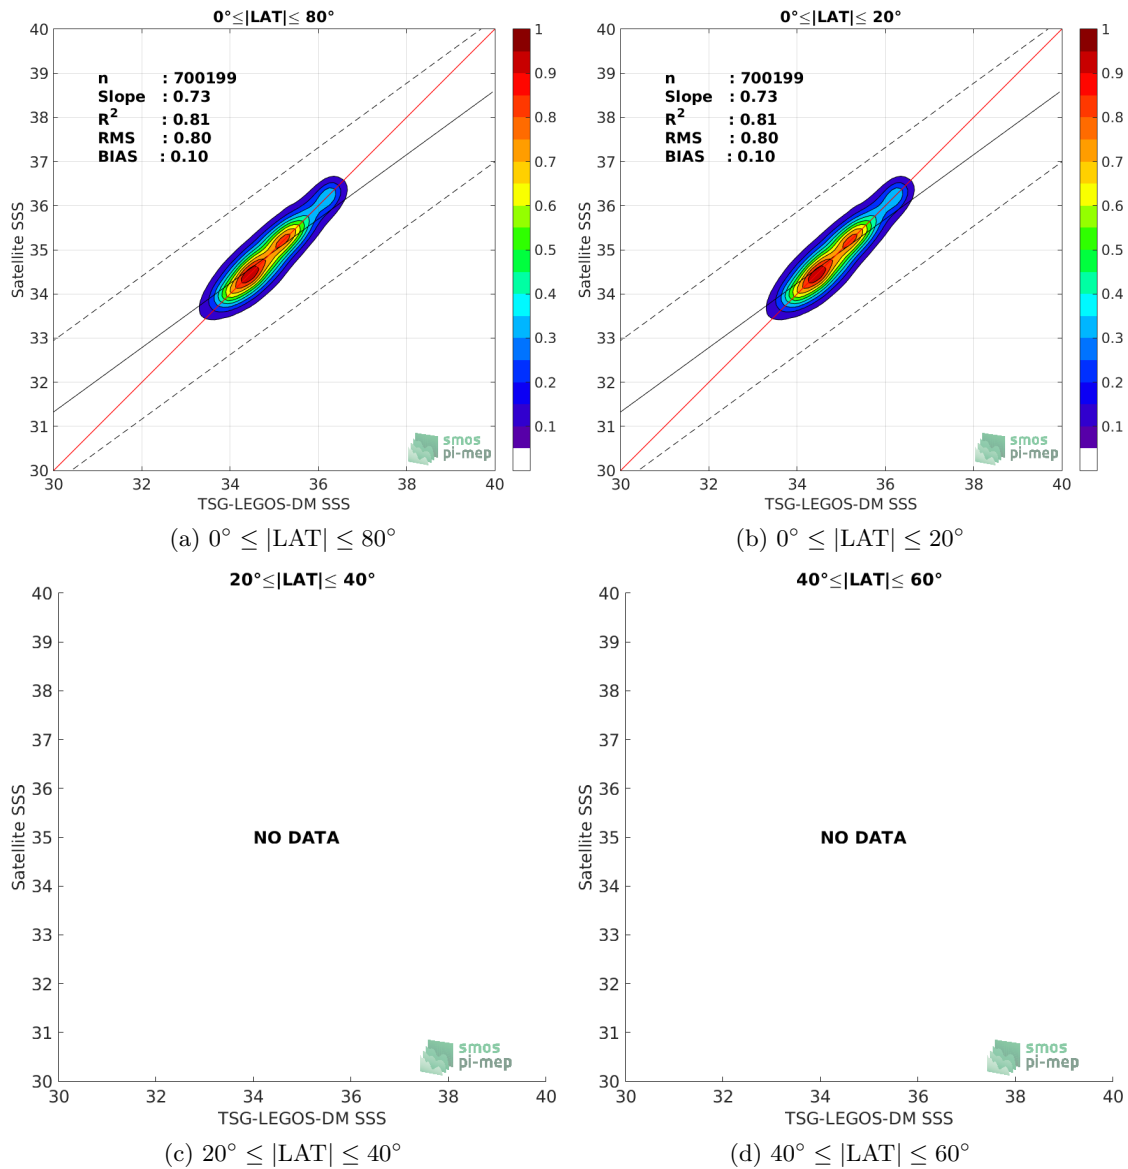 0°≤|LAT|≤ 80°
40
39
38
37
36
35
34
33
32
31
30
Satellite SSS
n : 700199
Slope : 0.73
R² : 0.81
RMS : 0.80
BIAS : 0.10
smos
pi-mep
30 32 34 36 38 40
TSG-LEGOS-DM SSS
1
0.9
0.8
0.7
0.6
0.5
0.4
0.3
0.2
0.1
(a) 0° ≤ |LAT| ≤ 80°
0°≤|LAT|≤ 20°
40
39
38
37
36
35
34
33
32
31
30
Satellite SSS
n : 700199
Slope : 0.73
R² : 0.81
RMS : 0.80
BIAS : 0.10
smos
pi-mep
30 32 34 36 38 40
TSG-LEGOS-DM SSS
1
0.9
0.8
0.7
0.6
0.5
0.4
0.3
0.2
0.1
(b) 0° ≤ |LAT| ≤ 20°
20°≤|LAT|≤ 40°
40
39
38
37
36
35
34
33
32
31
30
Satellite SSS
NO DATA
smos
pi-mep
30 32 34 36 38 40
TSG-LEGOS-DM SSS
(c) 20° ≤ |LAT| ≤ 40°
40°≤|LAT|≤ 60°
40
39
38
37
36
35
34
33
32
31
30
Satellite SSS
NO DATA
smos
pi-mep
30 32 34 36 38 40
TSG-LEGOS-DM SSS
(d) 40° ≤ |LAT| ≤ 60°